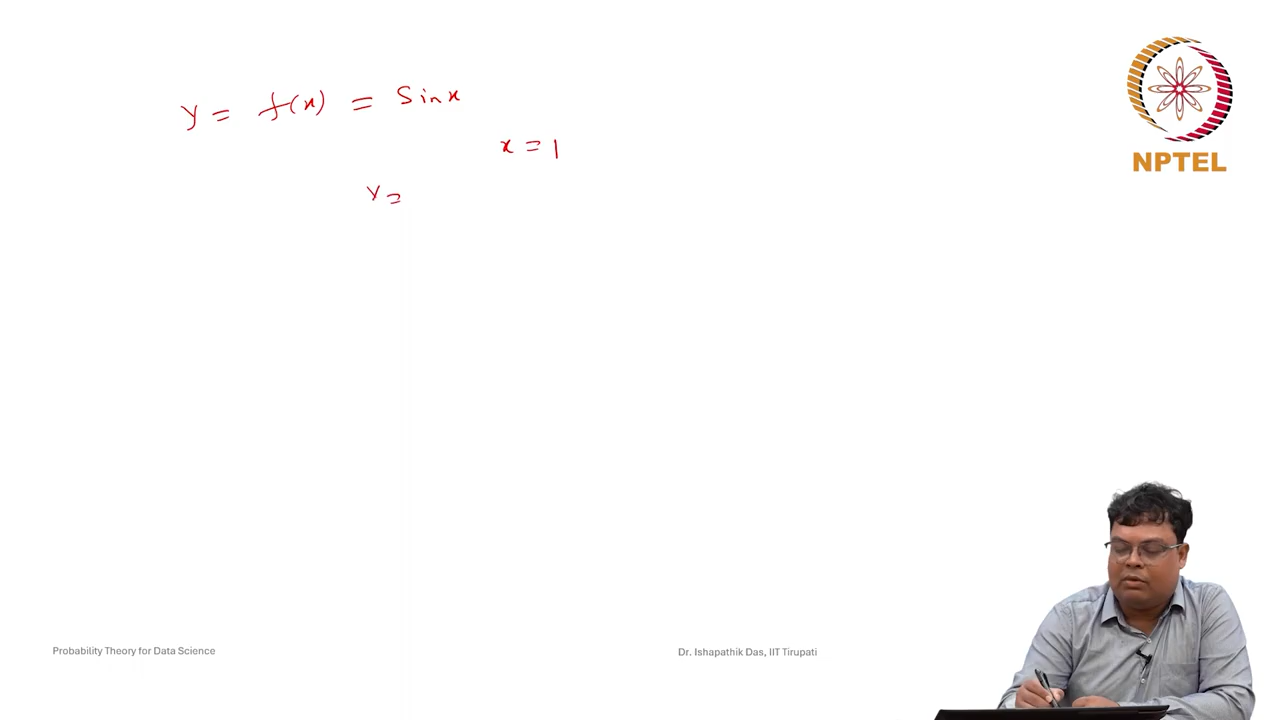 y = f(x) = Sin x
x = 1
y =
NPTEL
Probability Theory for Data Science
Dr. Ishapathik Das, IIT Tirupati